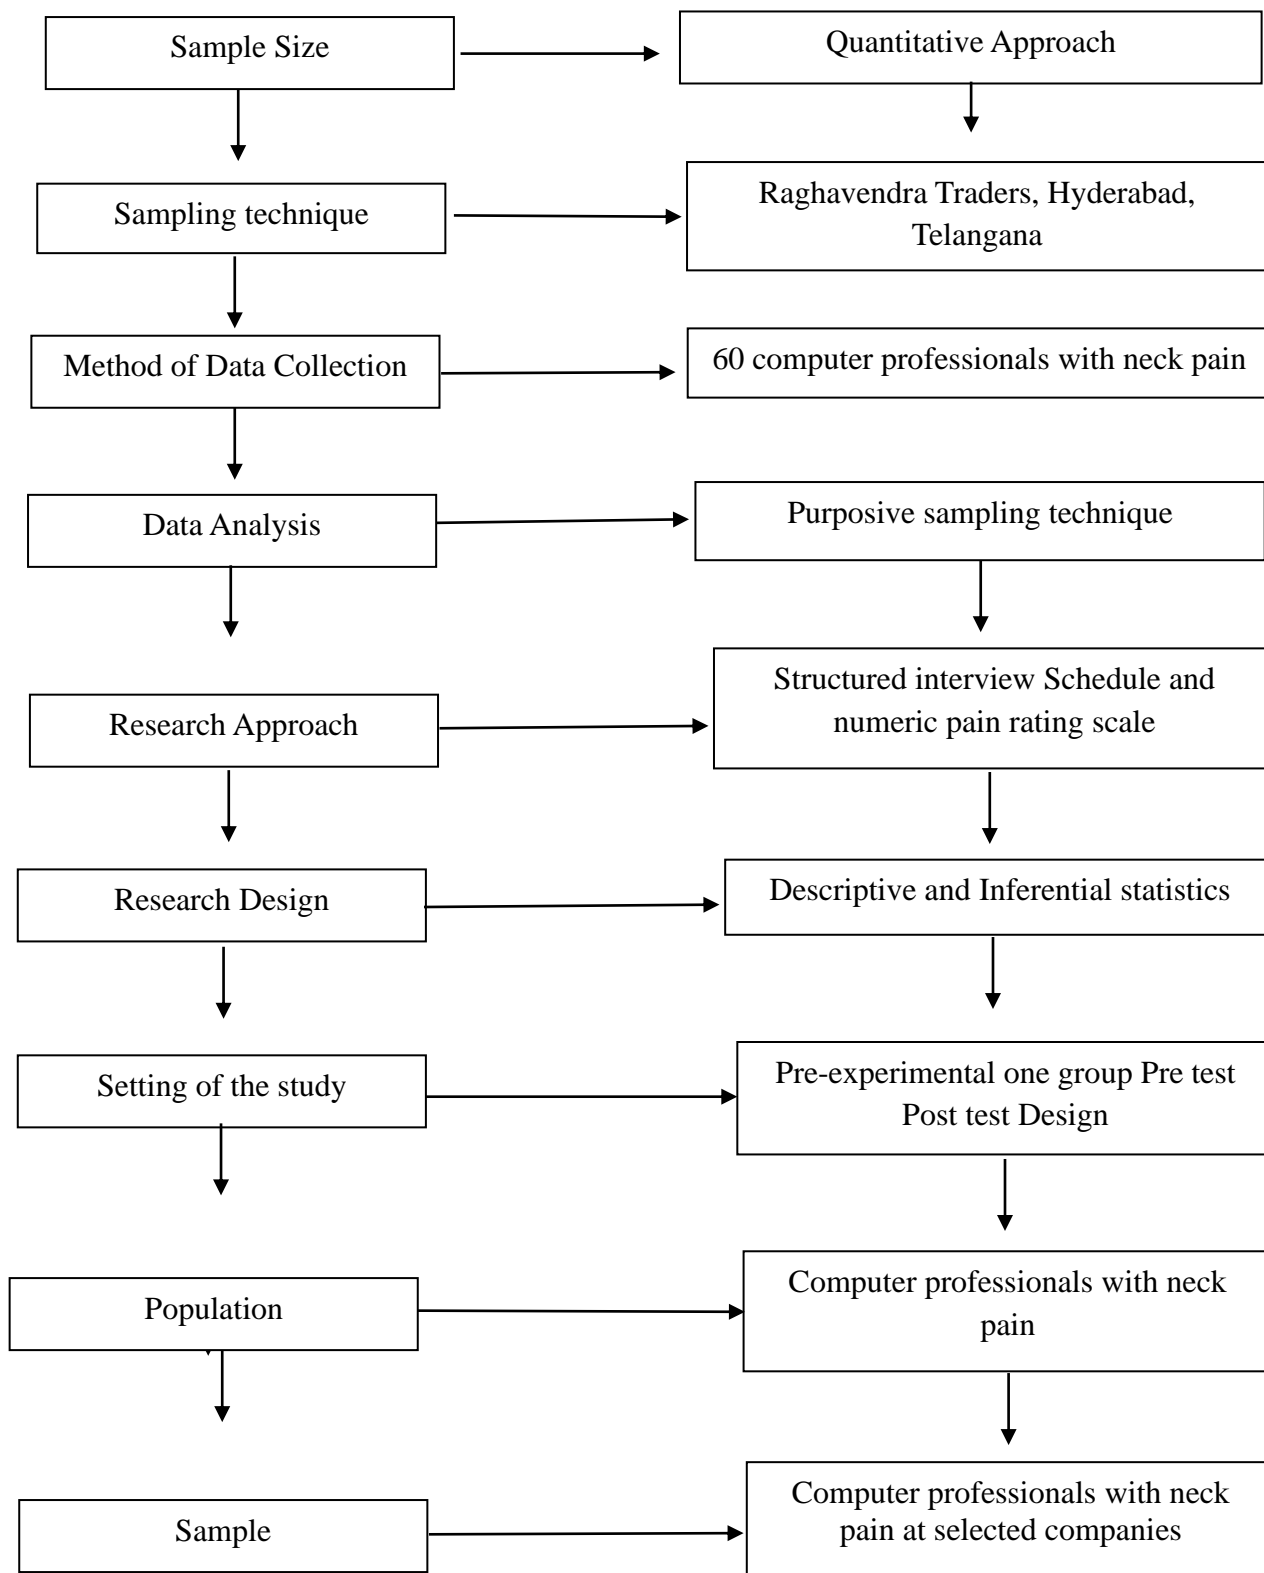 Sample Size
Quantitative Approach
Sampling technique
Raghavendra Traders, Hyderabad,
Telangana
Method of Data Collection
60 computer professionals with neck pain
Data Analysis
Purposive sampling technique
Research Approach
Structured interview Schedule and
numeric pain rating scale
Research Design
Descriptive and Inferential statistics
Setting of the study
Pre-experimental one group Pre test
Post test Design
Population
Computer professionals with neck
pain
Sample
Computer professionals with neck
pain at selected companies